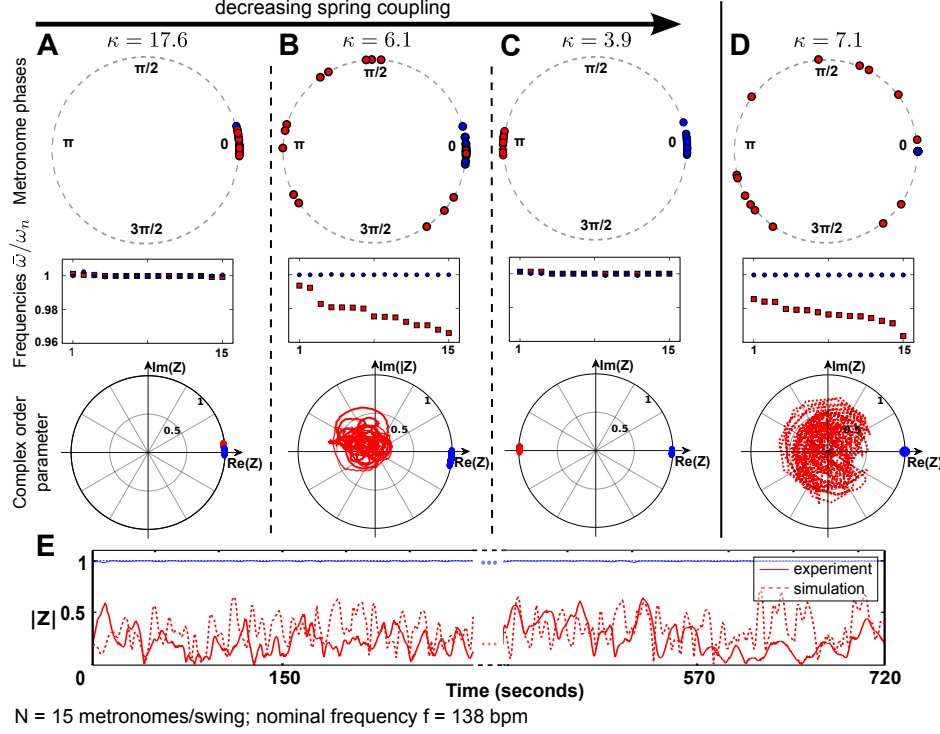 decreasing spring coupling
A κ = 17.6
B κ = 6.1
C κ = 3.9
D κ = 7.1
Metronome phases
π/2
π
0
3π/2
π/2
π
0
3π/2
π/2
π
0
3π/2
π/2
π
0
3π/2
Frequencies ω̄/ωn
1
0.98
0.96
1 15
1 15
1 15
1 15
Complex order
parameter
Im(Z)
1
0.5
Re(Z)
Im(|Z)
1
0.5
Re(Z)
Im(Z)
1
0.5
Re(Z)
Im(Z)
1
0.5
Re(Z)
E
1
0.5
|Z|
experiment
simulation
0 150 570 720
Time (seconds)
N = 15 metronomes/swing; nominal frequency f = 138 bpm